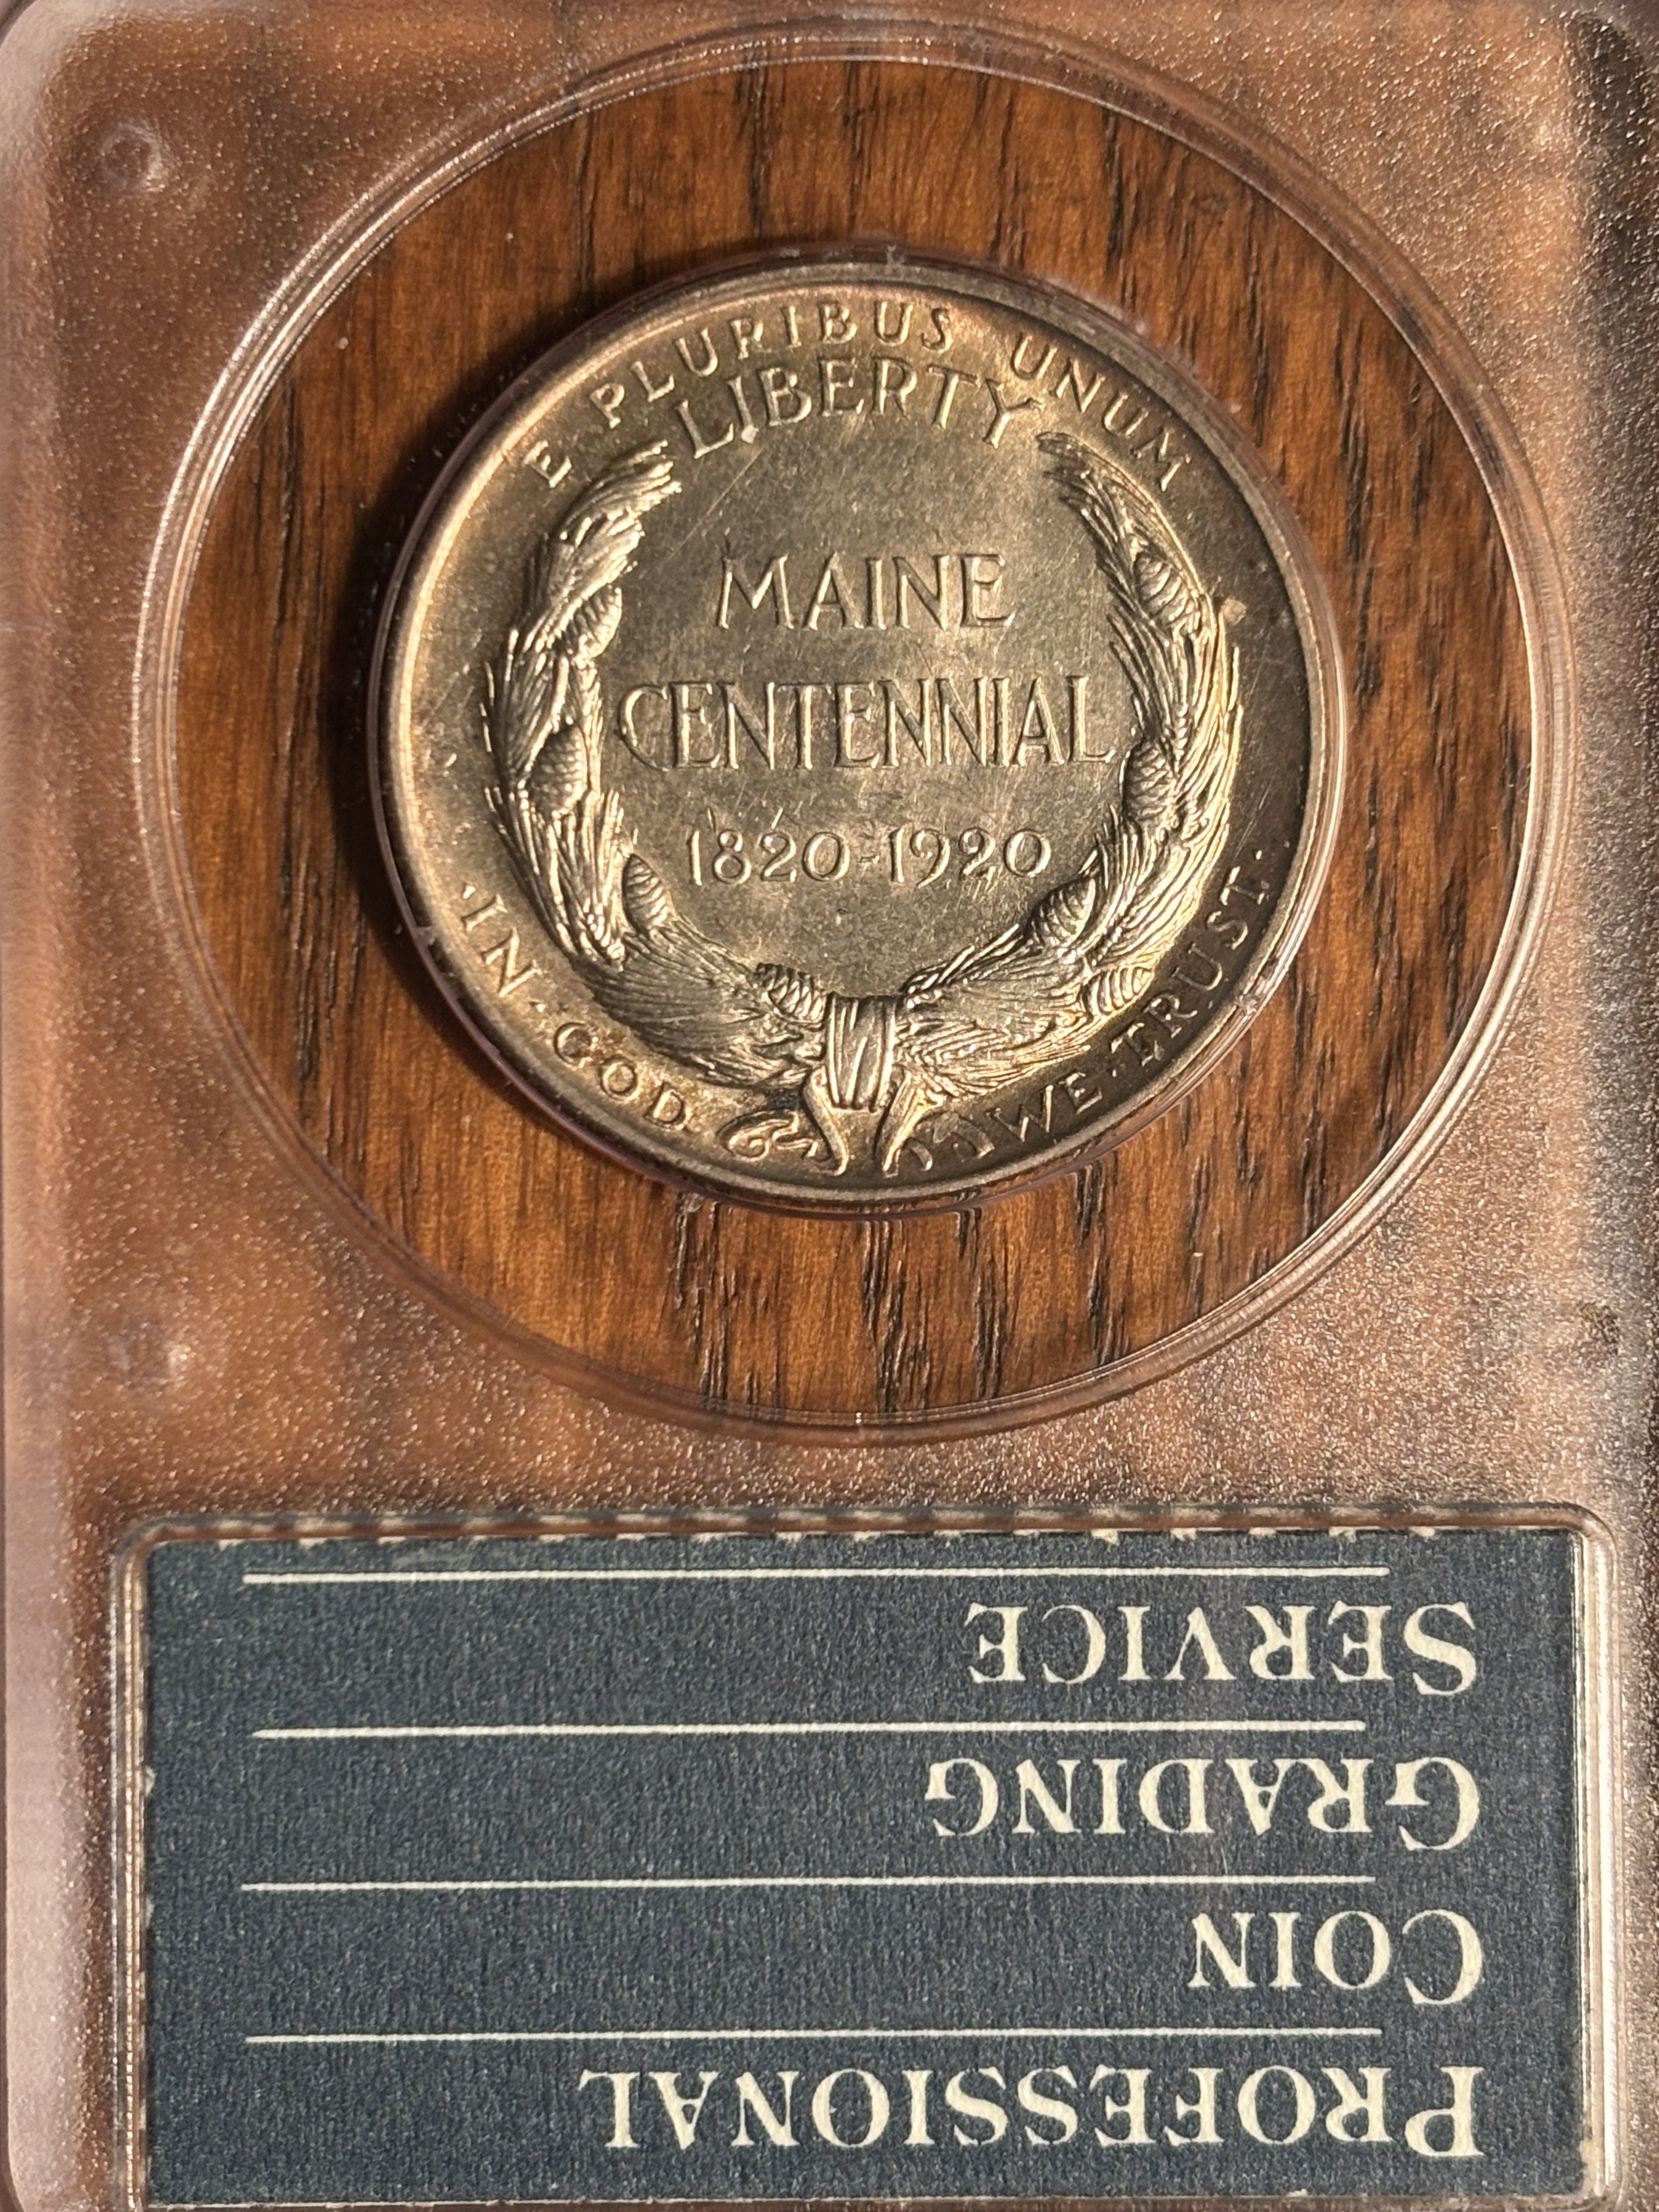 E PLURIBUS UNUM
LIBERTY
MAINE
CENTENNIAL
1820-1920
·IN·GOD·WE·TRUST·
PROFESSIONAL
COIN
GRADING
SERVICE